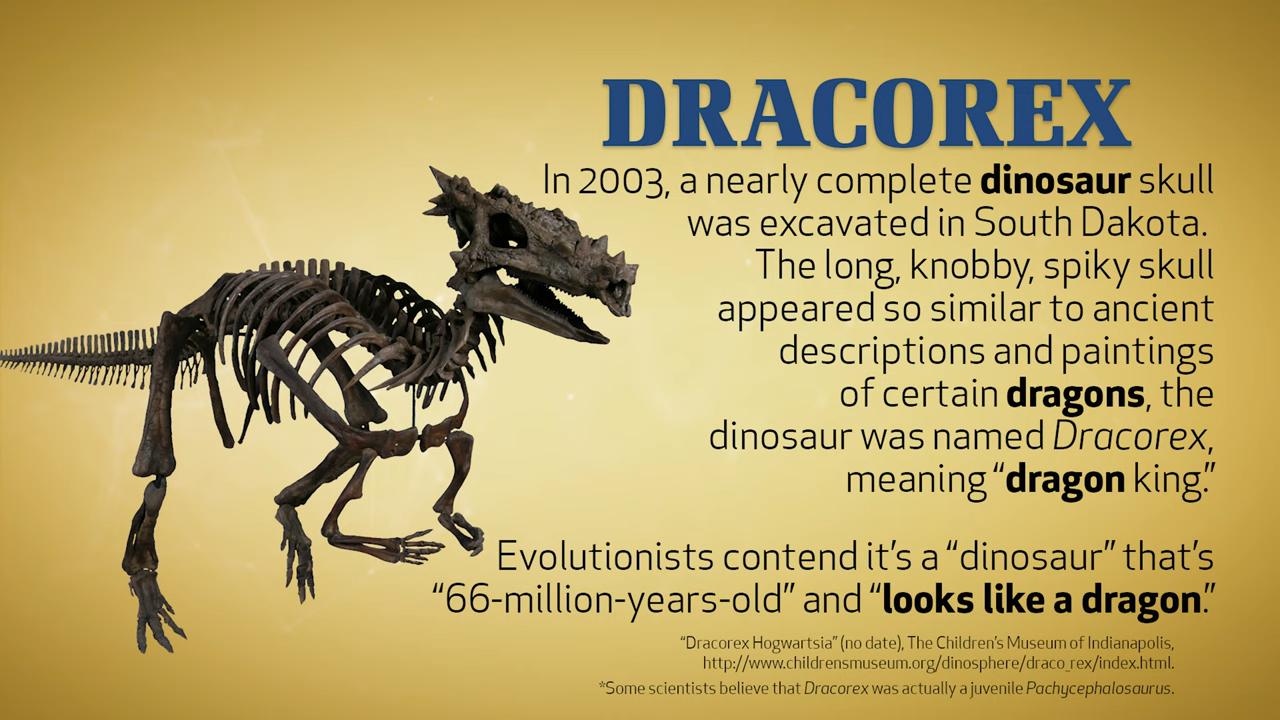 DRACOREX
In 2003, a nearly complete dinosaur skull
was excavated in South Dakota.
The long, knobby, spiky skull
appeared so similar to ancient
descriptions and paintings
of certain dragons, the
dinosaur was named Dracorex,
meaning “dragon king.”
Evolutionists contend it’s a “dinosaur” that’s
“66-million-years-old” and “looks like a dragon.”
“Dracorex Hogwartsia” (no date), The Children’s Museum of Indianapolis,
http://www.childrensmuseum.org/dinosphere/draco_rex/index.html.
*Some scientists believe that Dracorex was actually a juvenile Pachycephalosaurus.